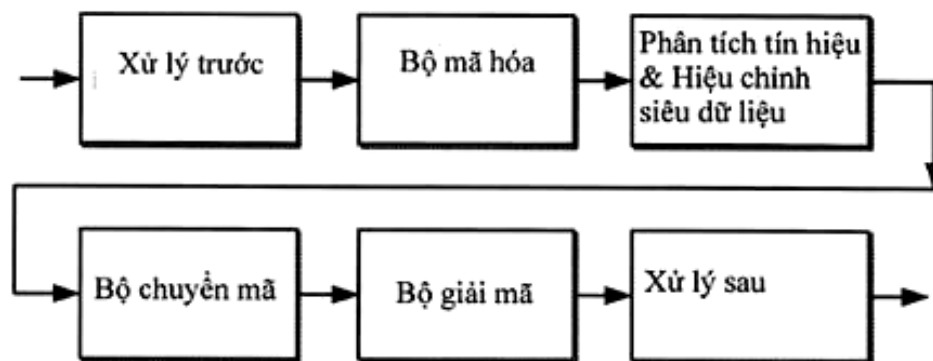 Xử lý trước
Bộ mã hóa
Phân tích tín hiệu
& Hiệu chỉnh
siêu dữ liệu
Bộ chuyển mã
Bộ giải mã
Xử lý sau